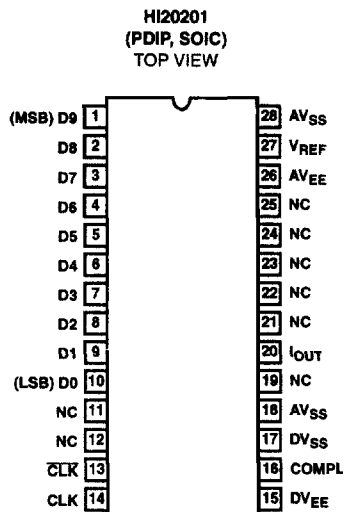 HI20201
(PDIP, SOIC)
TOP VIEW
(MSB) D9 1 28 AVSS
D8 2 27 VREF
D7 3 26 AVEE
D6 4 25 NC
D5 5 24 NC
D4 6 23 NC
D3 7 22 NC
D2 8 21 NC
D1 9 20 IOUT
(LSB) D0 10 19 NC
NC 11 18 AVSS
NC 12 17 DVSS
C̅L̅K̅ 13 16 COMPL
CLK 14 15 DVEE